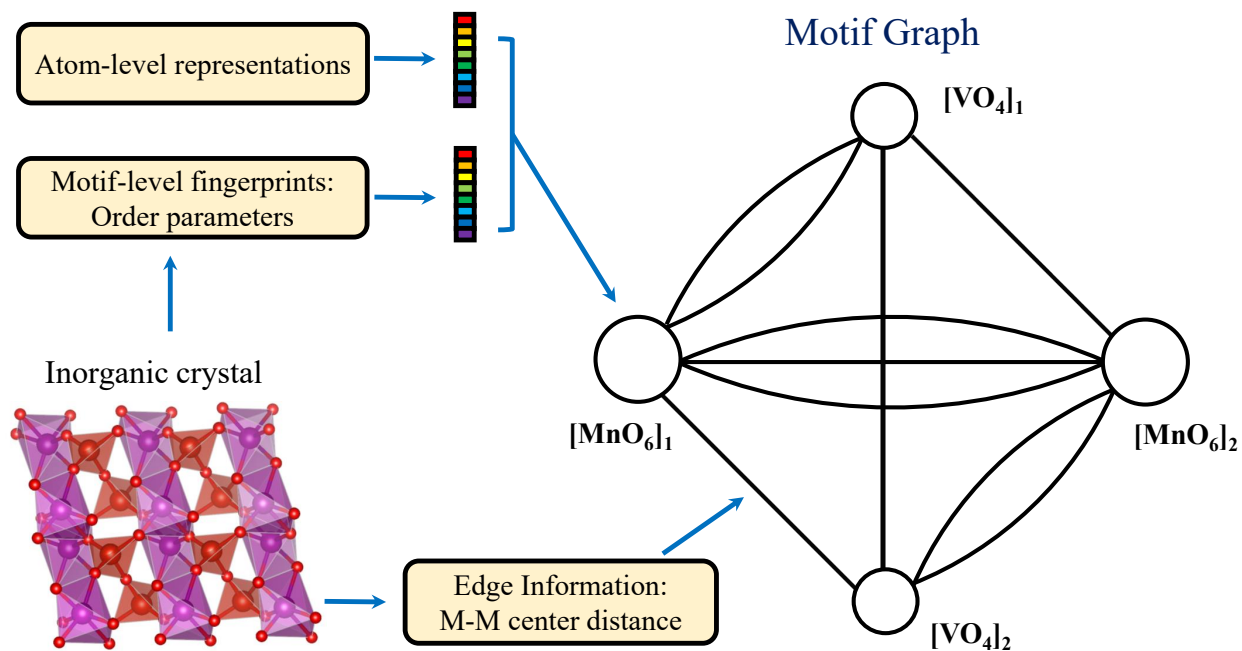 Atom-level representations
Motif-level fingerprints:
Order parameters
Inorganic crystal
Edge Information:
M-M center distance
Motif Graph
[VO₄]₁
[MnO₆]₁
[MnO₆]₂
[VO₄]₂